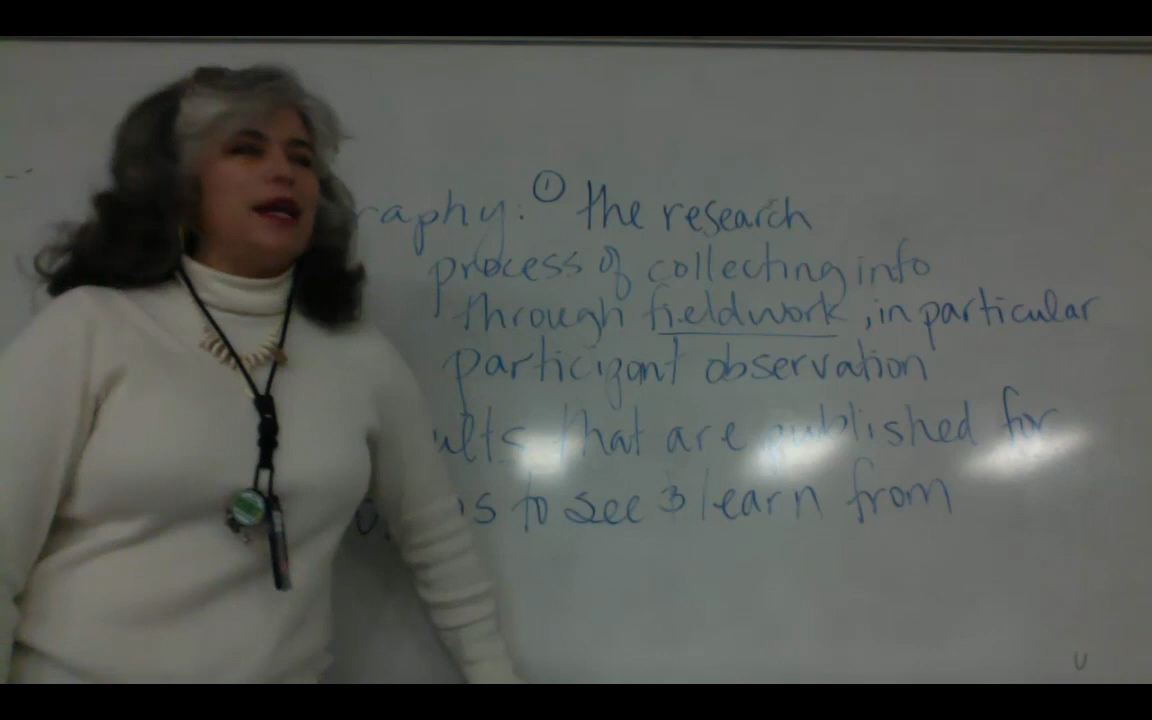 raphy: ① the research
process of collecting info
through fieldwork, in particular
participant observation
ults that are published for
s to see & learn from